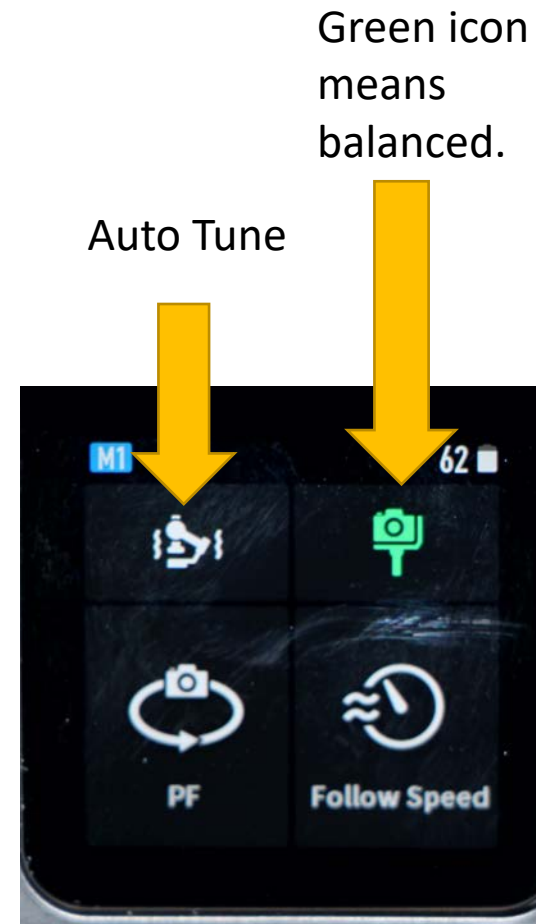 Green icon
means
balanced.
Auto Tune
M1
62
PF
Follow Speed